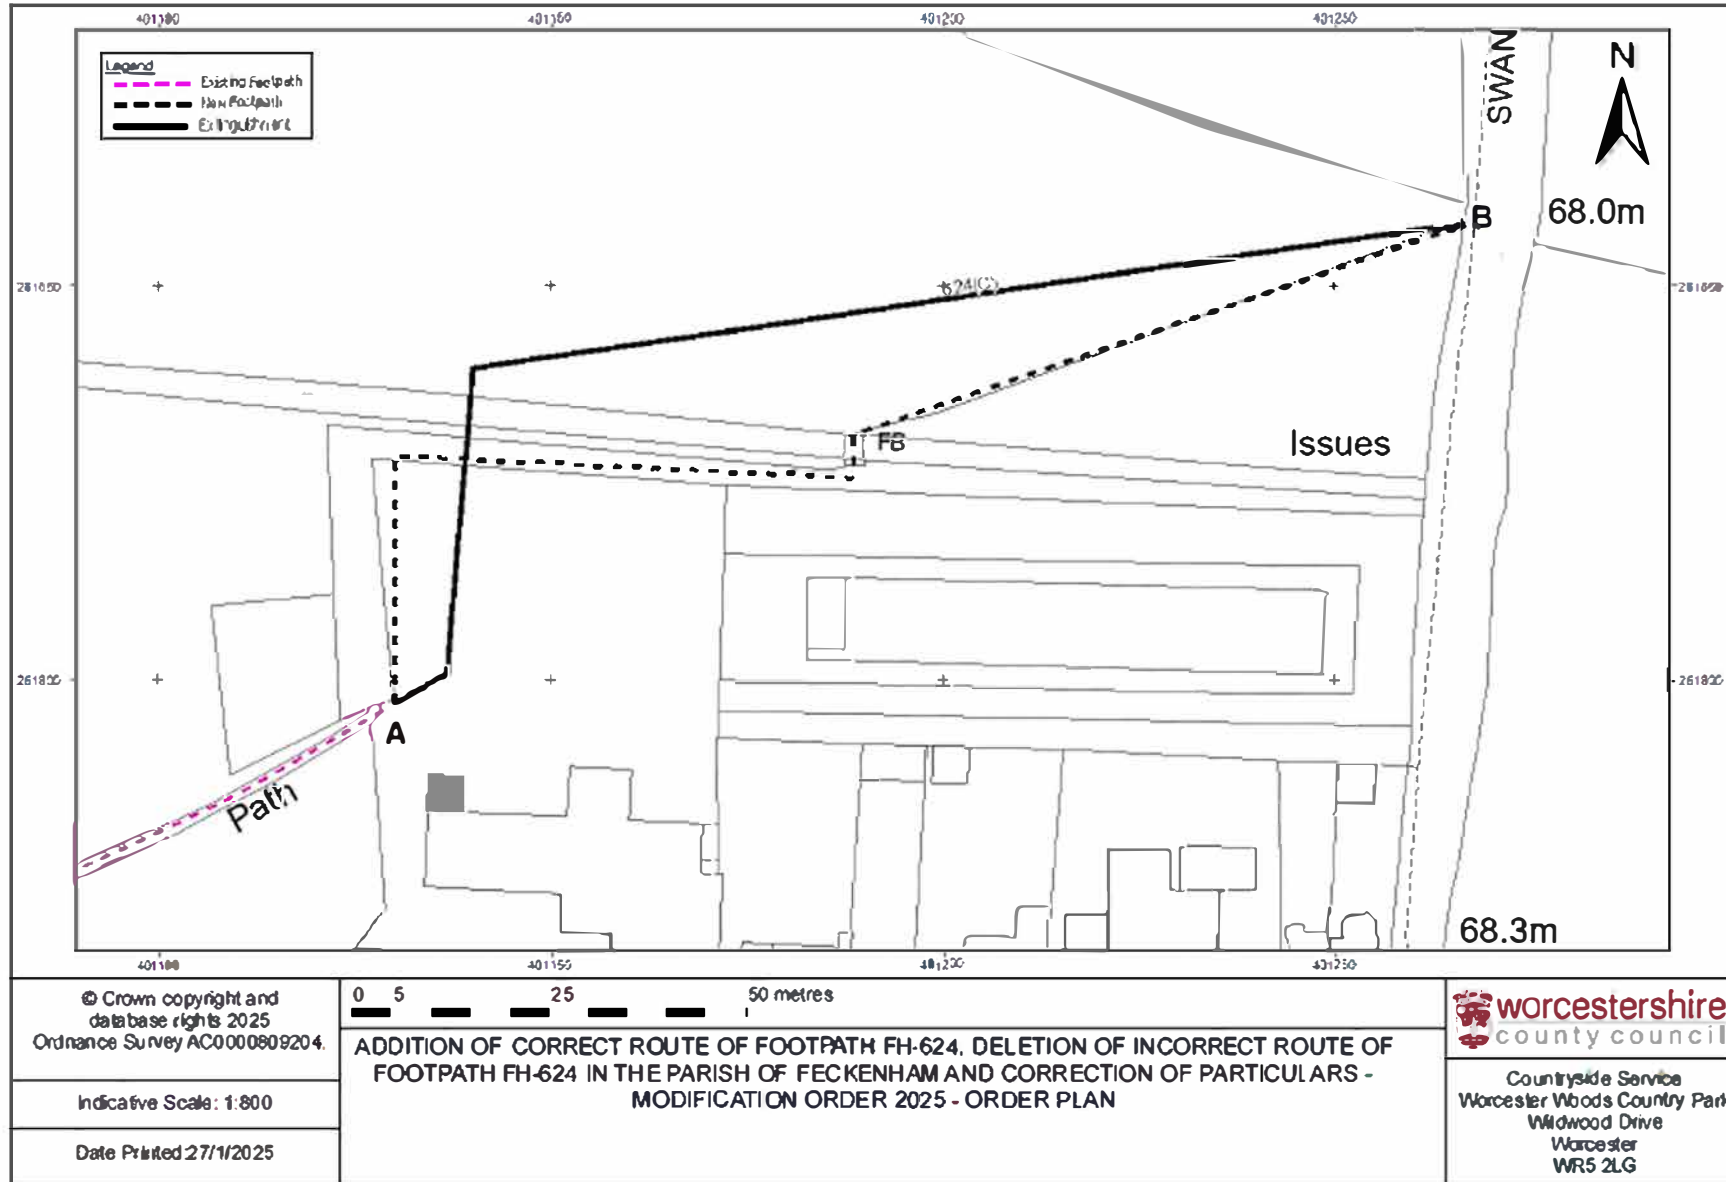 401150
401200
401250
Legend
Existing Footpath
New Footpath
Extinguishment
SWAN
N
68.0m
B
624(C)
FB
Issues
A
Path
68.3m
401150
401200
401250
© Crown copyright and
database rights 2025
Ordnance Survey AC0000809204.
Indicative Scale: 1:800
Date Printed:27/1/2025
0 5 25 50 metres
ADDITION OF CORRECT ROUTE OF FOOTPATH FH-624, DELETION OF INCORRECT ROUTE OF
FOOTPATH FH-624 IN THE PARISH OF FECKENHAM AND CORRECTION OF PARTICULARS -
MODIFICATION ORDER 2025 - ORDER PLAN
worcestershire
county council
Countryside Service
Worcester Woods Country Park
Wildwood Drive
Worcester
WR5 2LG